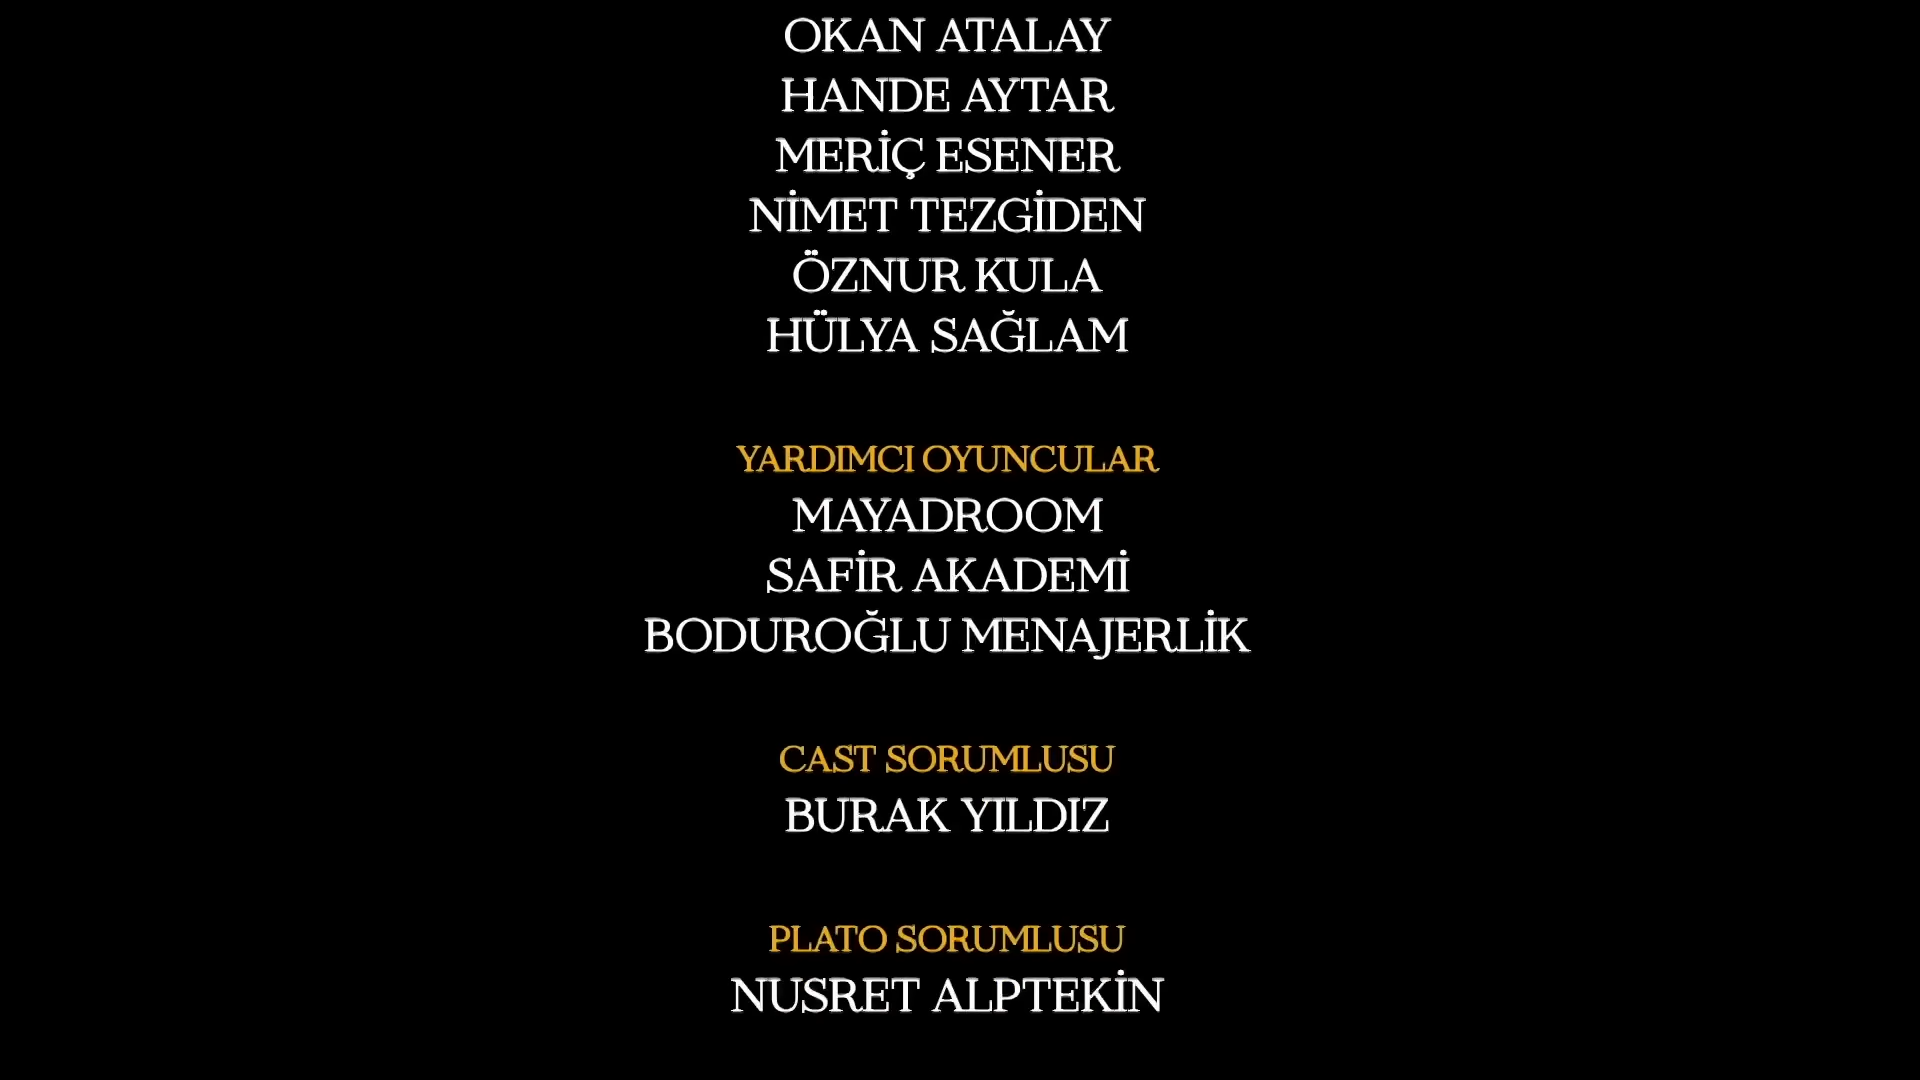 OKAN ATALAY
HANDE AYTAR
MERİÇ ESENER
NİMET TEZGİDEN
ÖZNUR KULA
HÜLYA SAĞLAM
YARDIMCI OYUNCULAR
MAYADROOM
SAFİR AKADEMİ
BODUROĞLU MENAJERLİK
CAST SORUMLUSU
BURAK YILDIZ
PLATO SORUMLUSU
NUSRET ALPTEKİN